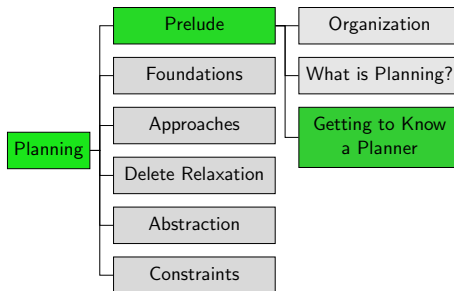 Planning
Prelude
Foundations
Approaches
Delete Relaxation
Abstraction
Constraints
Organization
What is Planning?
Getting to Know
a Planner